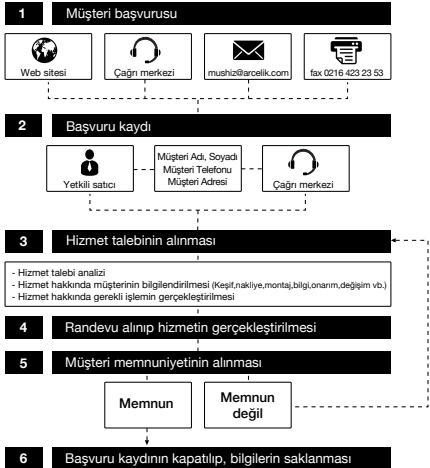 1 Müşteri başvurusu
Web sitesi
Çağrı merkezi
mushiz@arcelik.com
fax 0216 423 23 53
2 Başvuru kaydı
Yetkili satıcı
Müşteri Adı, Soyadı
Müşteri Telefonu
Müşteri Adresi
Çağrı merkezi
3 Hizmet talebinin alınması
- Hizmet talebi analizi
- Hizmet hakkında müşterinin bilgilendirilmesi (Keşif,nakliye,montaj,bilgi,onarım,değişim vb.)
- Hizmet hakkında gerekli işlemin gerçekleştirilmesi
4 Randevu alınıp hizmetin gerçekleştirilmesi
5 Müşteri memnuniyetinin alınması
Memnun
Memnun
değil
6 Başvuru kaydının kapatılıp, bilgilerin saklanması